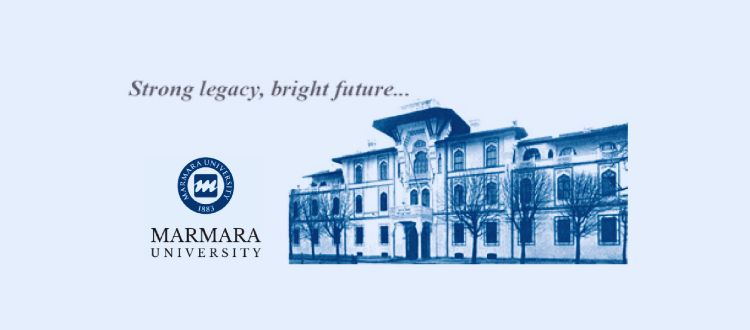 Strong legacy, bright future...
MARMARA UNIVERSITY
1883
MARMARA
UNIVERSITY